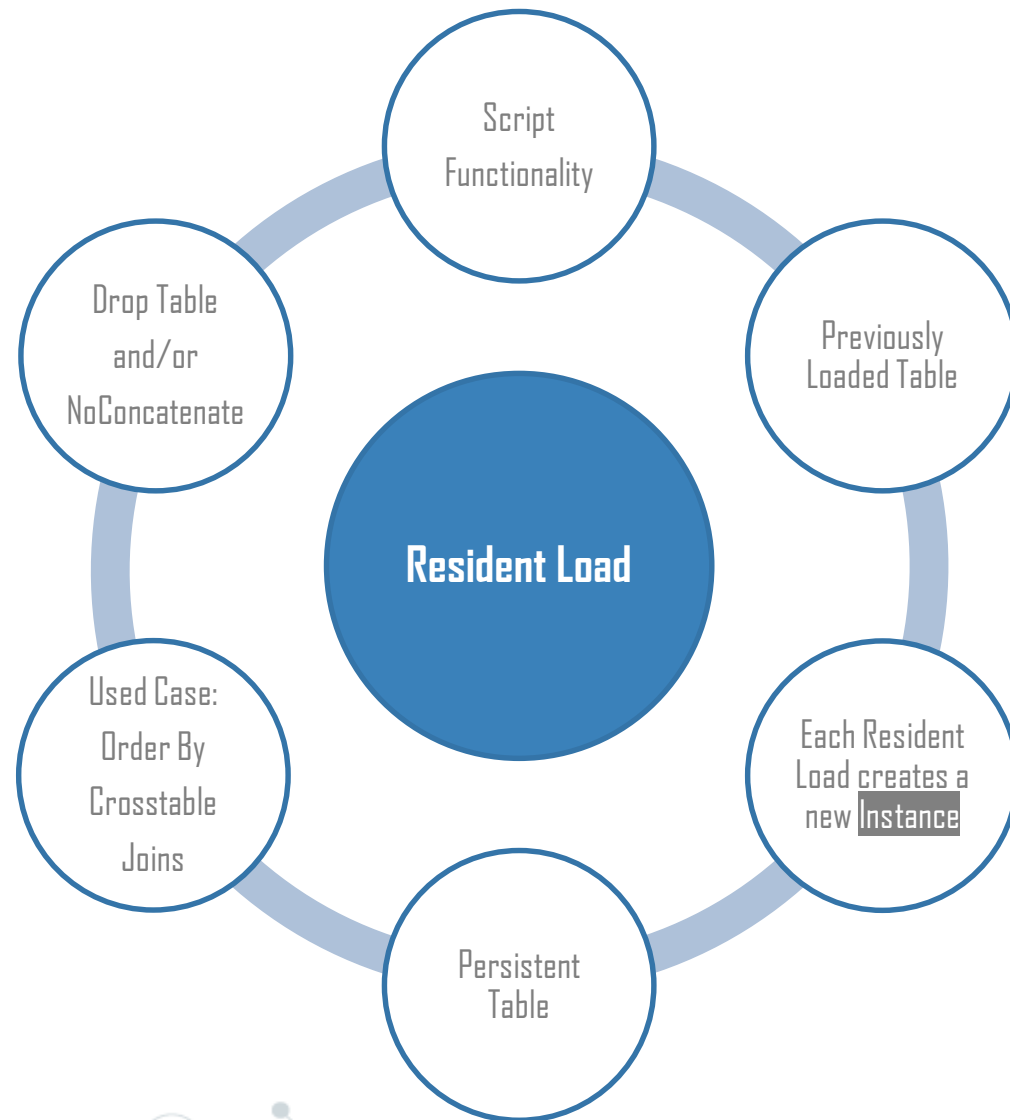 Script
Functionality
Previously
Loaded Table
Each Resident
Load creates a
new Instance
Persistent
Table
Used Case:
Order By
Crosstable
Joins
Drop Table
and/or
NoConcatenate
Resident Load